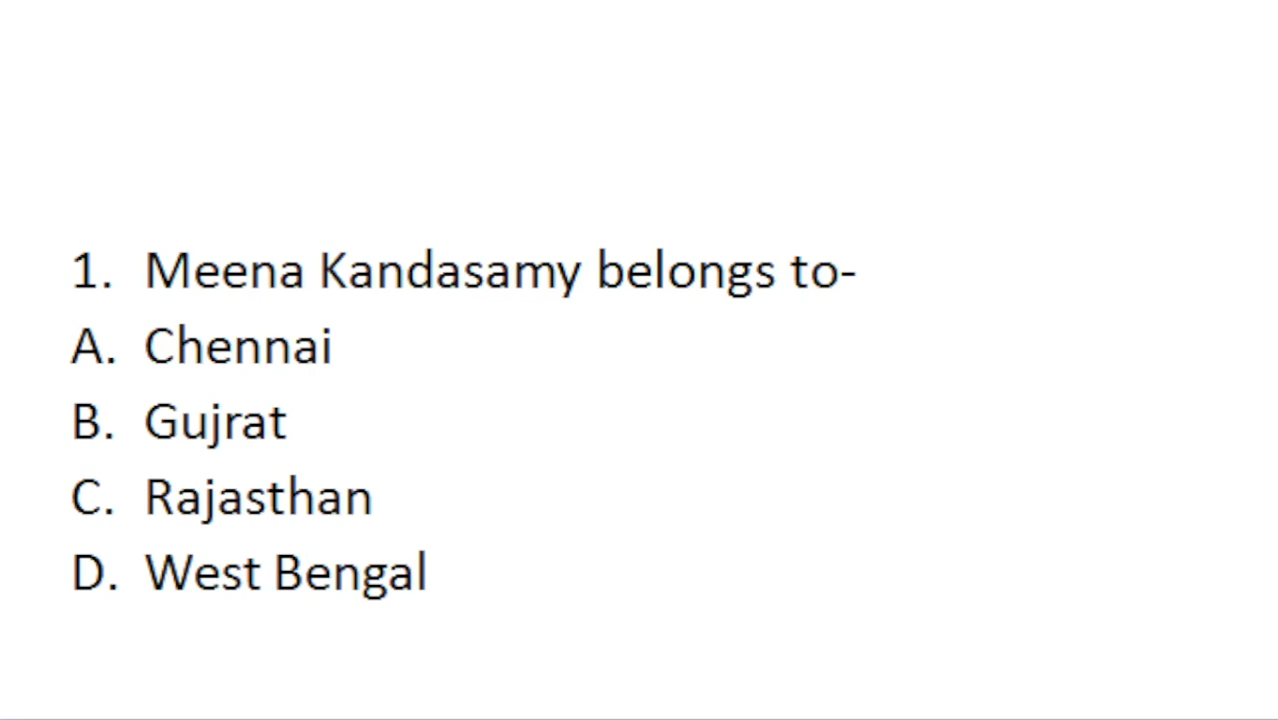 1. Meena Kandasamy belongs to-
A. Chennai
B. Gujrat
C. Rajasthan
D. West Bengal